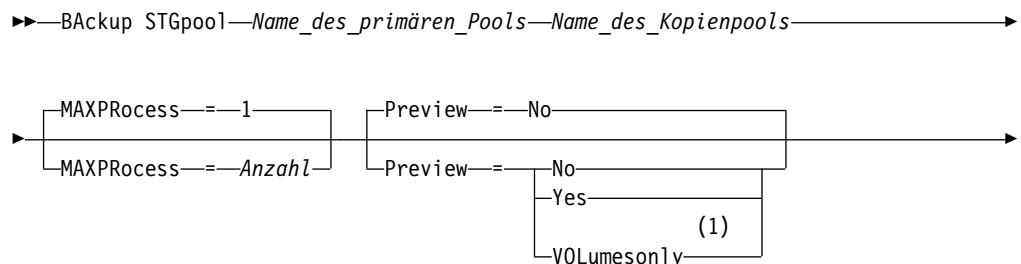 BAckup STGpool Name_des_primären_Pools Name_des_Kopienpools
MAXPRocess = 1 Preview = No
MAXPRocess = Anzahl Preview = No
Yes
(1)
VOLumesonly